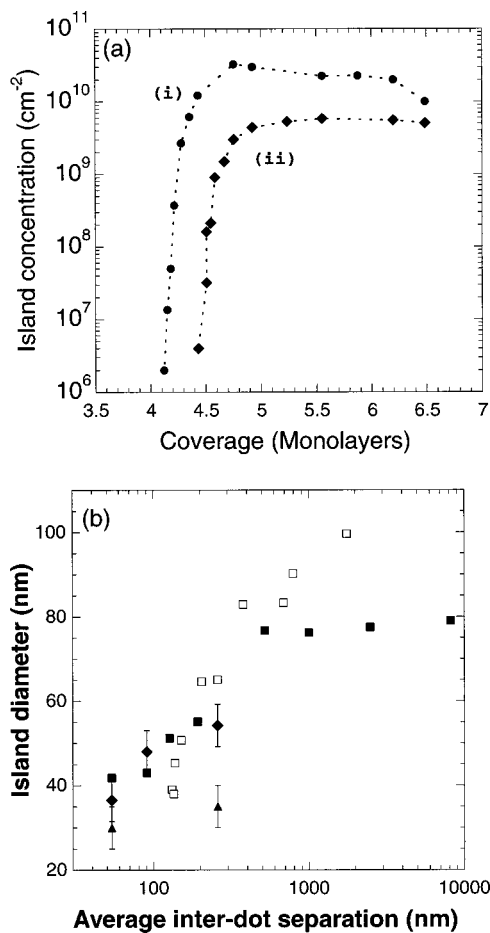 (a)
Island concentration (cm-2)
10^11
10^10
10^9
10^8
10^7
10^6
(i)
(ii)
3.5 4 4.5 5 5.5 6 6.5 7
Coverage (Monolayers)
(b)
Island diameter (nm)
100
80
60
40
20
100 1000 10000
Average inter-dot separation (nm)